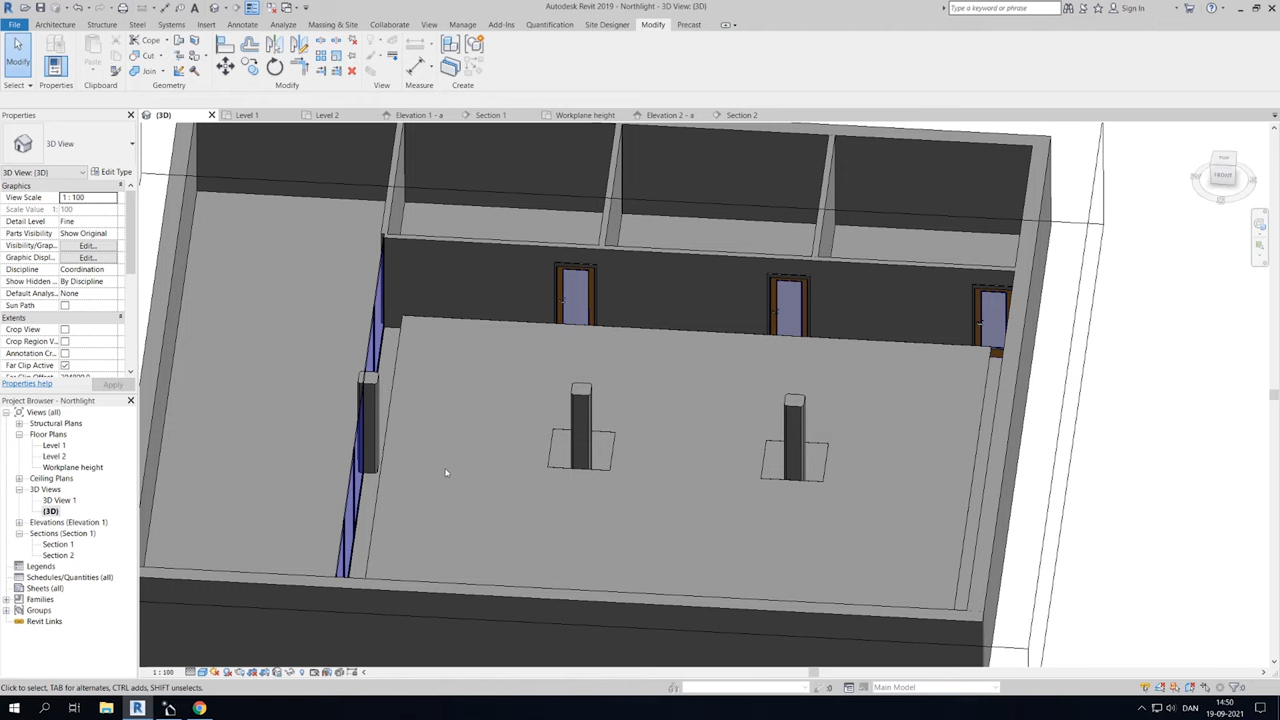 Autodesk Revit 2019 - Northlight - 3D View: {3D}
Type a keyword or phrase
Sign In
File Architecture Structure Steel Systems Insert Annotate Analyze Massing & Site Collaborate View Manage Add-Ins Quantification Site Designer Modify Precast
Modify Paste Cope Cut Join
Select Properties Clipboard Geometry Modify View Measure Create
Properties
{3D} Level 1 Level 2 Elevation 1 - a Section 1 Workplane height Elevation 2 - a Section 2
3D View
3D View: {3D} Edit Type
Graphics
View Scale 1 : 100
Scale Value 1: 100
Detail Level Fine
Parts Visibility Show Original
Visibility/Grap... Edit...
Graphic Displ... Edit...
Discipline Coordination
Show Hidden ... By Discipline
Default Analys... None
Sun Path
Extents
Crop View
Crop Region V...
Annotation Cr...
Far Clip Active
Properties help Apply
Project Browser - Northlight
Views (all)
Structural Plans
Floor Plans
Level 1
Level 2
Workplane height
Ceiling Plans
3D Views
3D View 1
{3D}
Elevations (Elevation 1)
Sections (Section 1)
Section 1
Section 2
Legends
Schedules/Quantities (all)
Sheets (all)
Families
Groups
Revit Links
TOP
FRONT
1 : 100
Click to select, TAB for alternates, CTRL adds, SHIFT unselects.
:0
Main Model
:0
DAN
14:50
19-09-2021